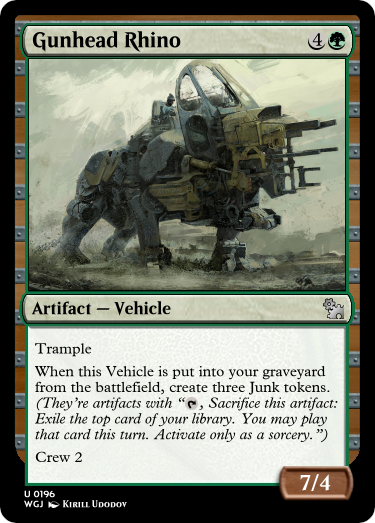 Gunhead Rhino 4
Artifact — Vehicle
Trample
When this Vehicle is put into your graveyard
from the battlefield, create three Junk tokens.
(They're artifacts with “, Sacrifice this artifact:
Exile the top card of your library. You may play
that card this turn. Activate only as a sorcery.”)
Crew 2
7/4
U 0196
WGJ Kirill Udodov